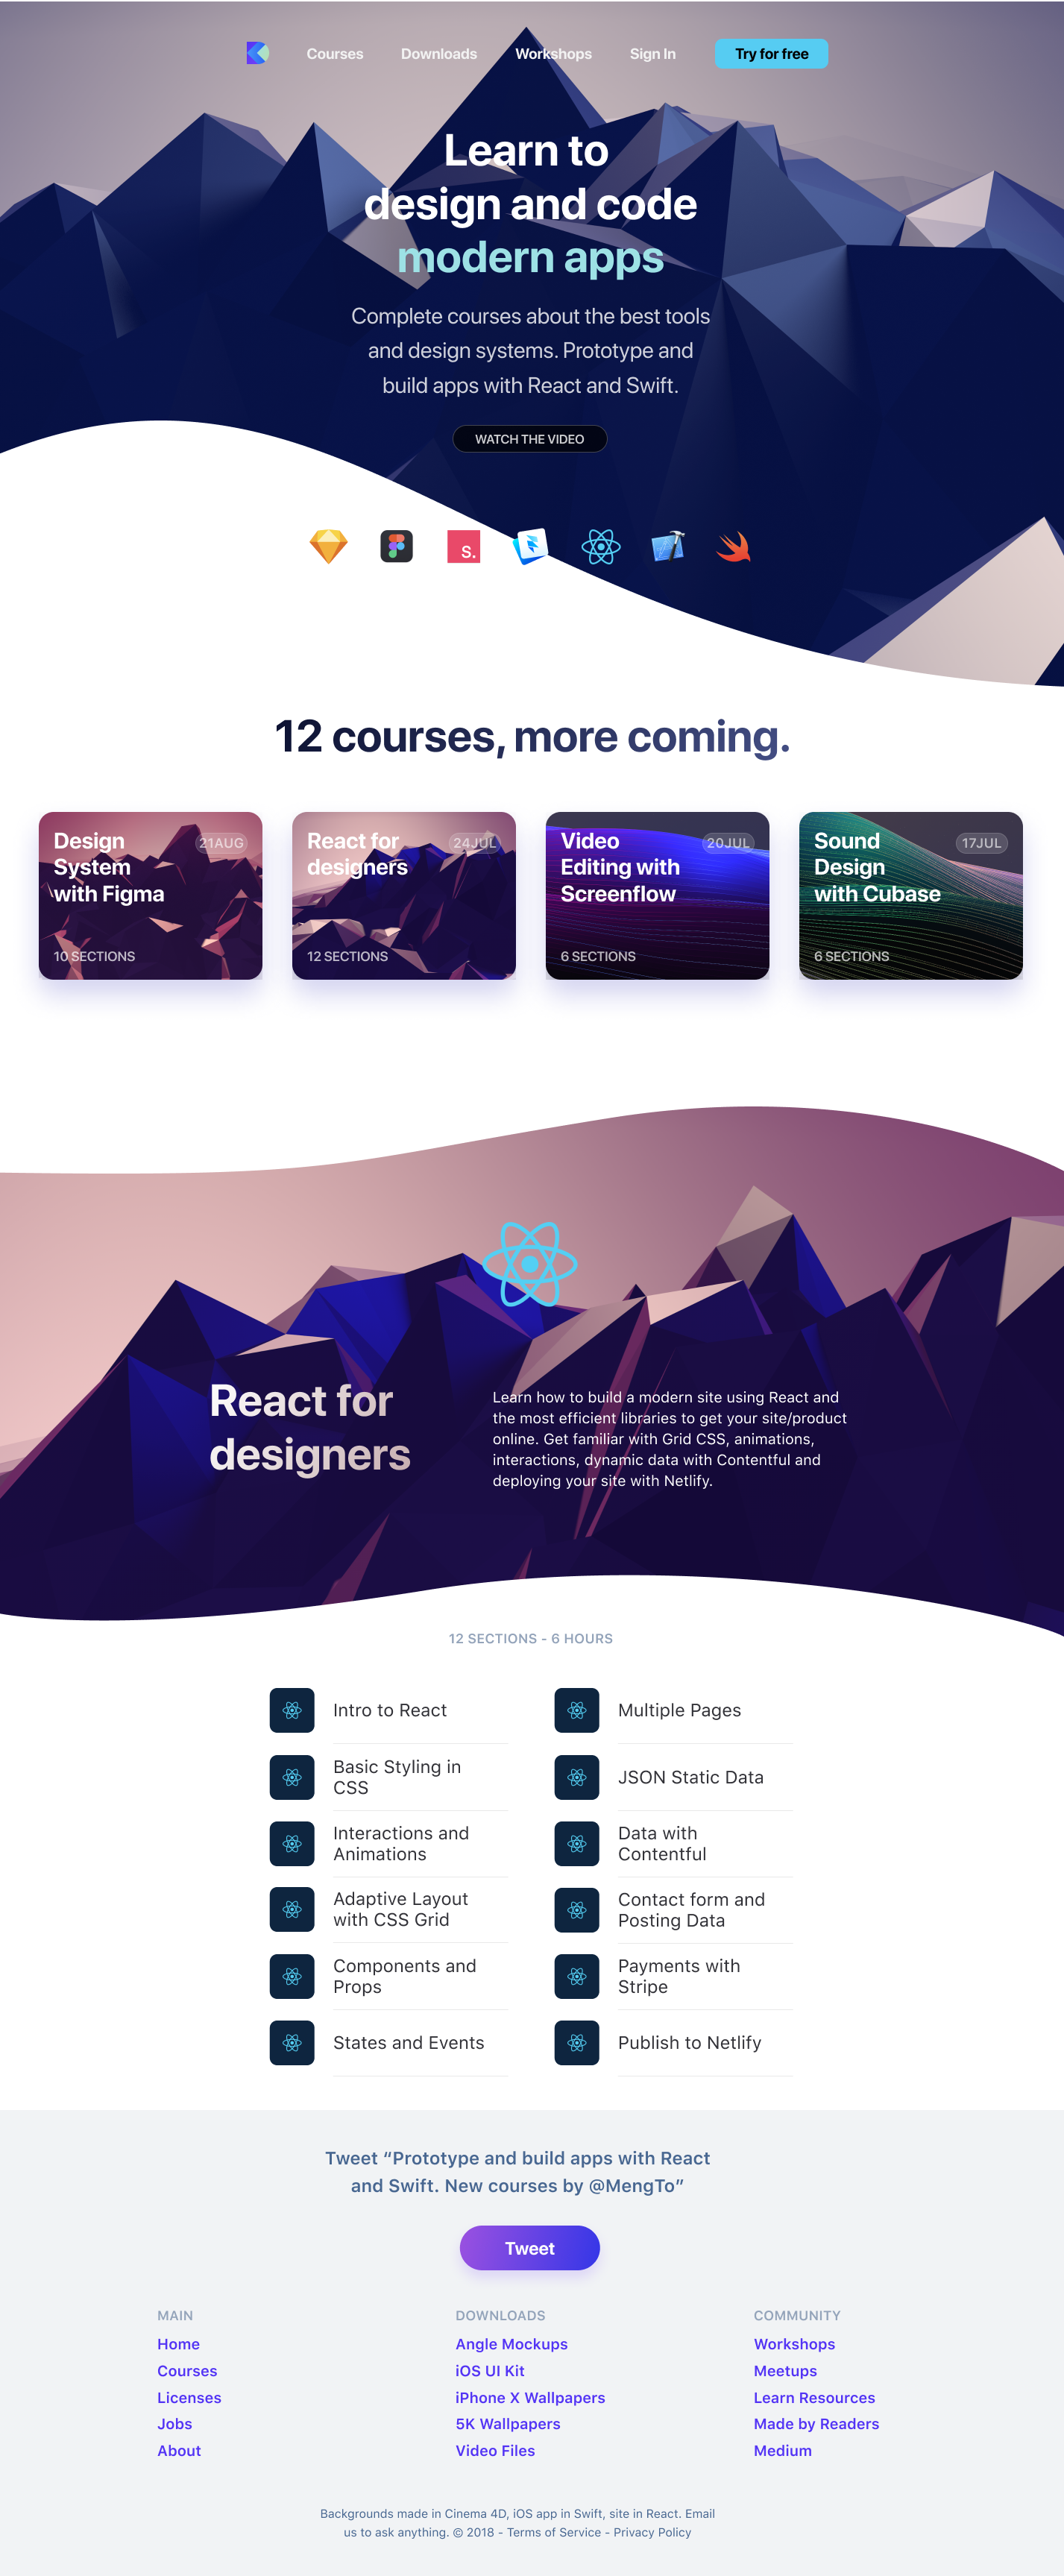 Courses
Downloads
Workshops
Sign In
Try for free
Learn to
design and code
modern apps
Complete courses about the best tools
and design systems. Prototype and
build apps with React and Swift.
WATCH THE VIDEO
S.
12 courses, more coming.
Design
System
with Figma
21AUG
10 SECTIONS
React for
designers
24JUL
12 SECTIONS
Video
Editing with
Screenflow
20JUL
6 SECTIONS
Sound
Design
with Cubase
17JUL
6 SECTIONS
React for
designers
Learn how to build a modern site using React and
the most efficient libraries to get your site/product
online. Get familiar with Grid CSS, animations,
interactions, dynamic data with Contentful and
deploying your site with Netlify.
12 SECTIONS - 6 HOURS
Intro to React
Basic Styling in
CSS
Interactions and
Animations
Adaptive Layout
with CSS Grid
Components and
Props
States and Events
Multiple Pages
JSON Static Data
Data with
Contentful
Contact form and
Posting Data
Payments with
Stripe
Publish to Netlify
Tweet “Prototype and build apps with React
and Swift. New courses by @MengTo”
Tweet
MAIN
Home
Courses
Licenses
Jobs
About
DOWNLOADS
Angle Mockups
iOS UI Kit
iPhone X Wallpapers
5K Wallpapers
Video Files
COMMUNITY
Workshops
Meetups
Learn Resources
Made by Readers
Medium
Backgrounds made in Cinema 4D, iOS app in Swift, site in React. Email
us to ask anything. © 2018 - Terms of Service - Privacy Policy